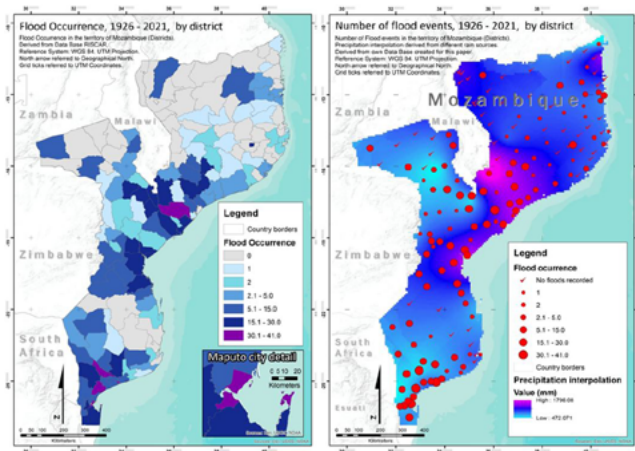 Flood Occurrence, 1926 - 2021, by district
Flood Occurrence in the territory of Mozambique (Districts).
Derived from Data Base RISCAR.
Reference System: WGS 84, UTM Projection.
North arrow referred to Geographical North.
Grid ticks referred to UTM Coordinates.
Zambia
Malawi
Zimbabwe
South
Africa
Legend
Country borders
Flood Occurrence
0
1
2
2.1 - 5.0
5.1 - 15.0
15.1 - 30.0
30.1 - 41.0
Maputo city detail
0 5 10 20
Kilometers
N
Kilometers
Number of flood events, 1926 - 2021, by district
Number of Flood events in the territory of Mozambique (Districts).
Precipitation interpolation derived from different rain sources.
Derived from own Data Base created for this paper.
Reference System: WGS 84, UTM Projection.
North arrow referred to Geographical North.
Grid ticks referred to UTM Coordinates.
Mozambique
Zambia
Malawi
Zimbabwe
South
Africa
Eswati
Legend
Flood ocurrence
No floods recorded
1
2
2.1 - 5.0
5.1 - 15.0
15.1 - 30.0
30.1 - 41.0
Country borders
Precipitation interpolation
Value (mm)
N
Kilometers